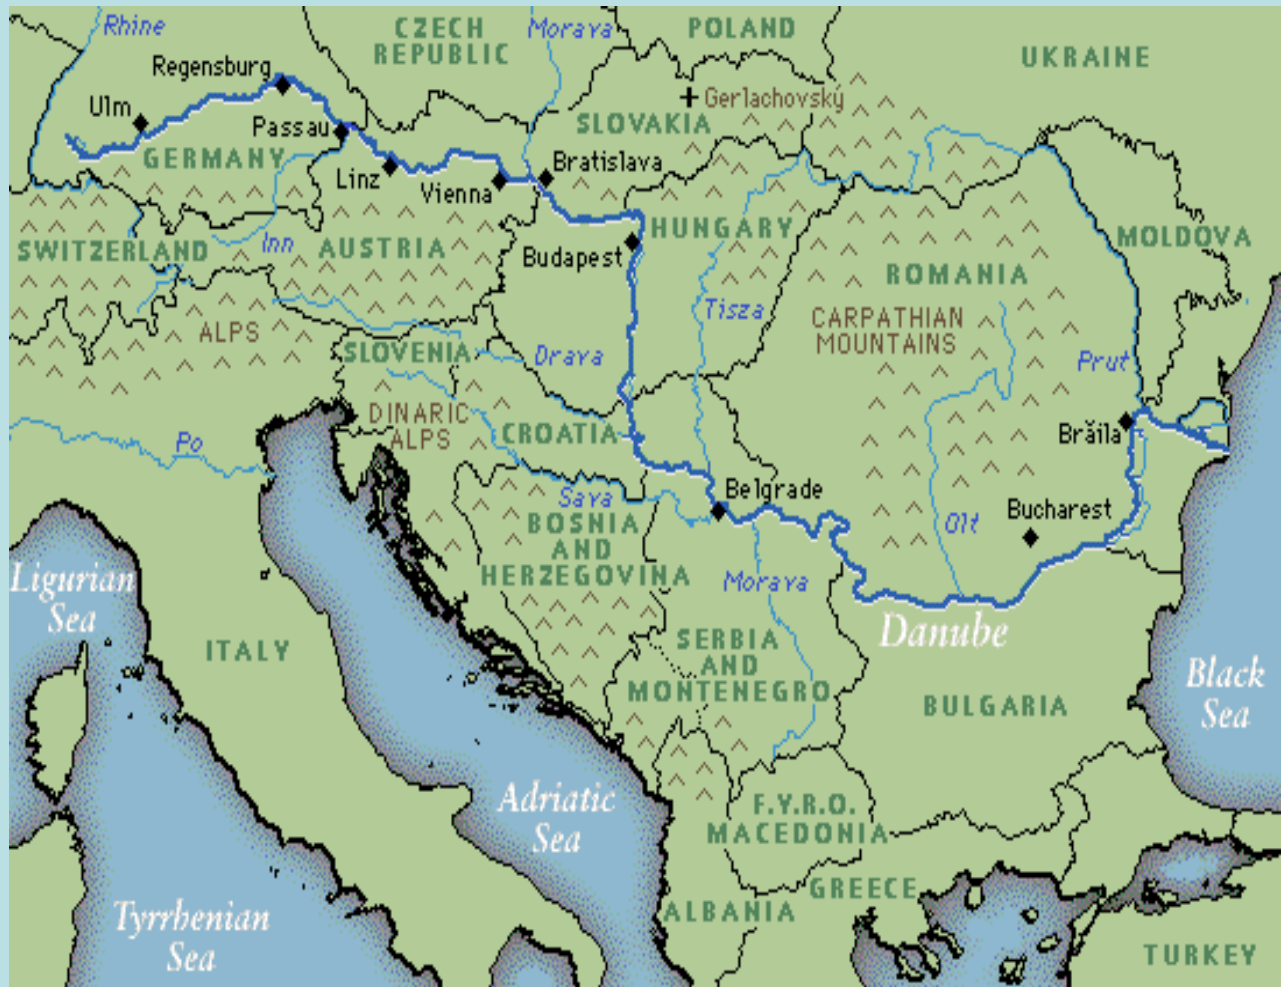 Rhine
CZECH
REPUBLIC
Morava
POLAND
UKRAINE
Regensburg
Ulm
Passau
Gerlachovský
SLOVAKIA
GERMANY
Linz
Vienna
Bratislava
SWITZERLAND
Inn
AUSTRIA
Budapest
HUNGARY
MOLDOVA
ROMANIA
Tisza
CARPATHIAN
MOUNTAINS
ALPS
SLOVENIA
Drava
Prut
DINARIC
ALPS
CROATIA
Brăila
Po
Sava
Belgrade
Bucharest
Olt
BOSNIA
AND
HERZEGOVINA
Morava
Ligurian
Sea
Danube
ITALY
SERBIA
AND
MONTENEGRO
BULGARIA
Black
Sea
Adriatic
Sea
F.Y.R.O.
MACEDONIA
GREECE
ALBANIA
Tyrrhenian
Sea
TURKEY